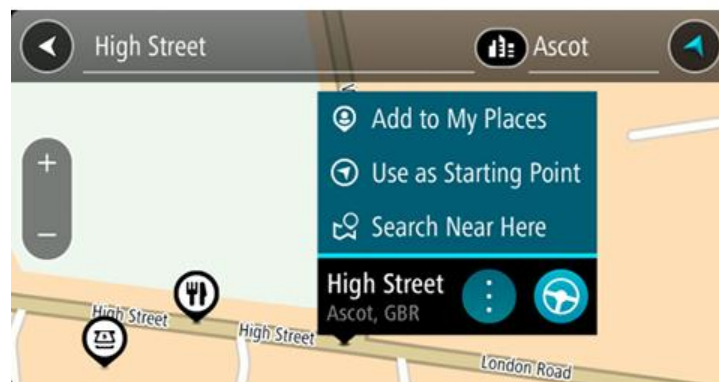 High Street
Ascot
Add to My Places
Use as Starting Point
Search Near Here
High Street
Ascot, GBR
High Street
High Street
London Road